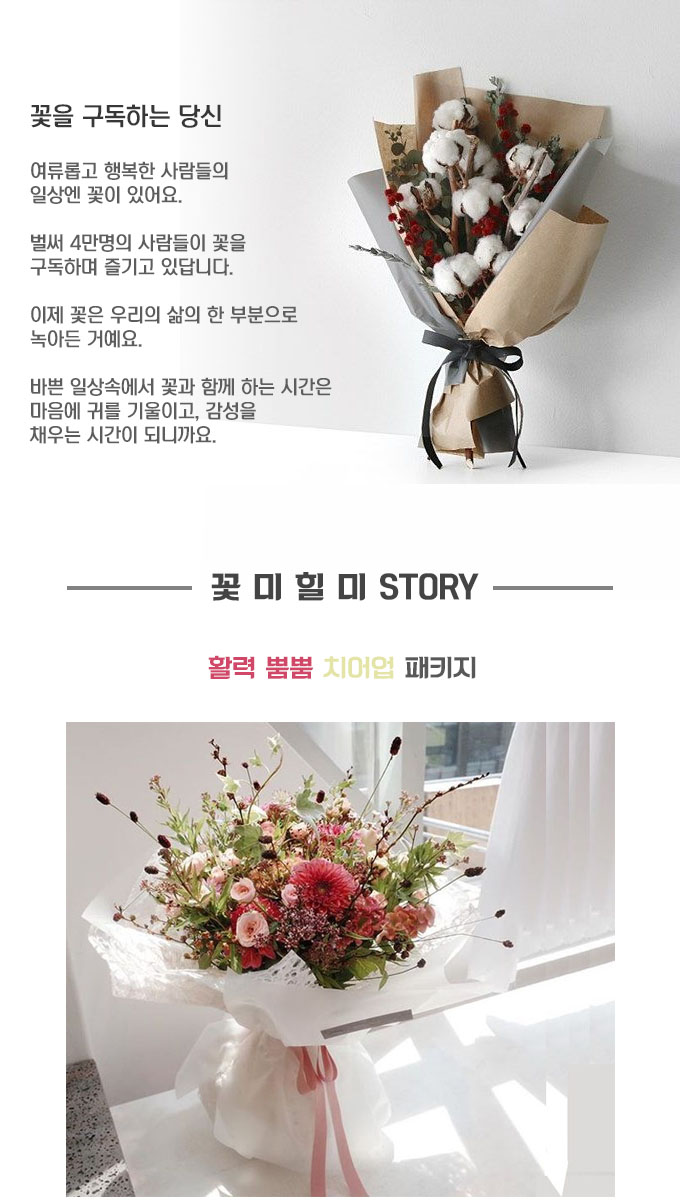 꽃을 구독하는 당신
여류롭고 행복한 사람들의
일상엔 꽃이 있어요.
벌써 4만명의 사람들이 꽃을
구독하며 즐기고 있답니다.
이제 꽃은 우리의 삶의 한 부분으로
녹아든 거예요.
바쁜 일상속에서 꽃과 함께 하는 시간은
마음에 귀를 기울이고, 감성을
채우는 시간이 되니까요.
꽃 미 힐 미 STORY
활력 뿜뿜 치어업 패키지